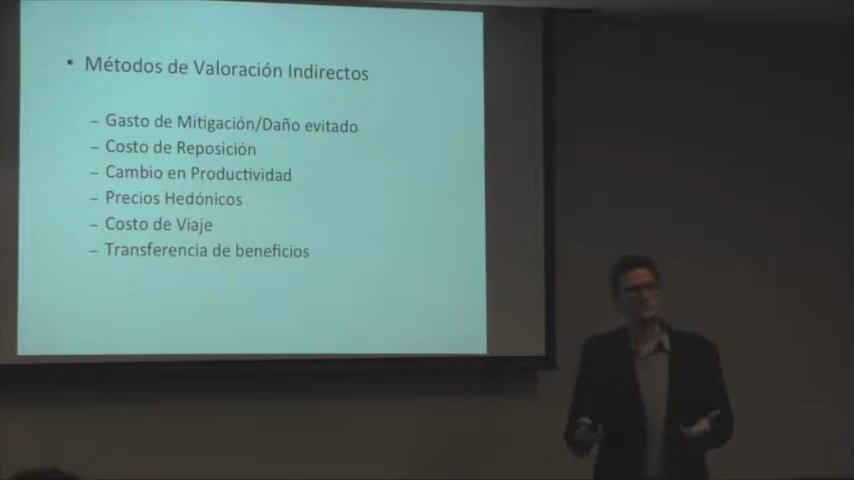 • Métodos de Valoración Indirectos
– Gasto de Mitigación/Daño evitado
– Costo de Reposición
– Cambio en Productividad
– Precios Hedónicos
– Costo de Viaje
– Transferencia de beneficios